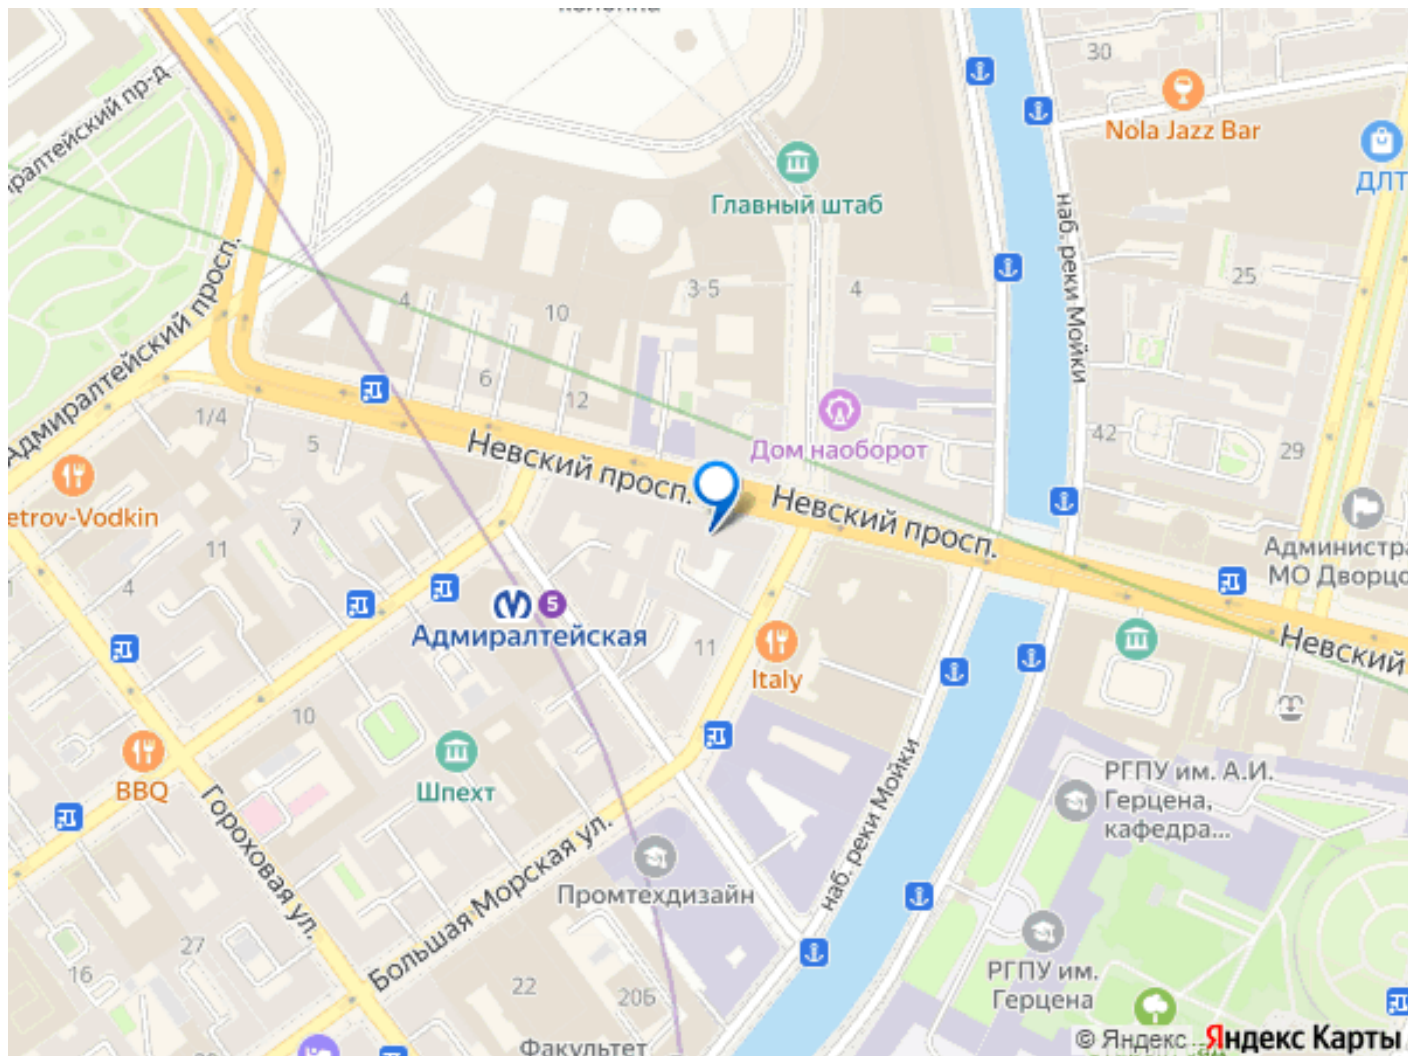 колонна
30
Nola Jazz Bar
ДЛТ
Адмиралтейский пр-д
Главный штаб
наб. реки Мойки
25
Адмиралтейский просп.
4
10
3-5
4
6
12
1/4
5
Невский просп.
Дом наоборот
42
29
Невский просп.
etrov-Vodkin
7
11
4
Администра
МО Дворцо
5
Адмиралтейская
11
Italy
Невский
10
BBQ
Шпехт
Гороховая ул.
Большая Морская ул.
наб. реки Мойки
РГПУ им. А.И.
Герцена,
кафедра...
Промтехдизайн
27
16
22
20Б
РГПУ им.
Герцена
Факультет
© Яндекс
Яндекс Карты